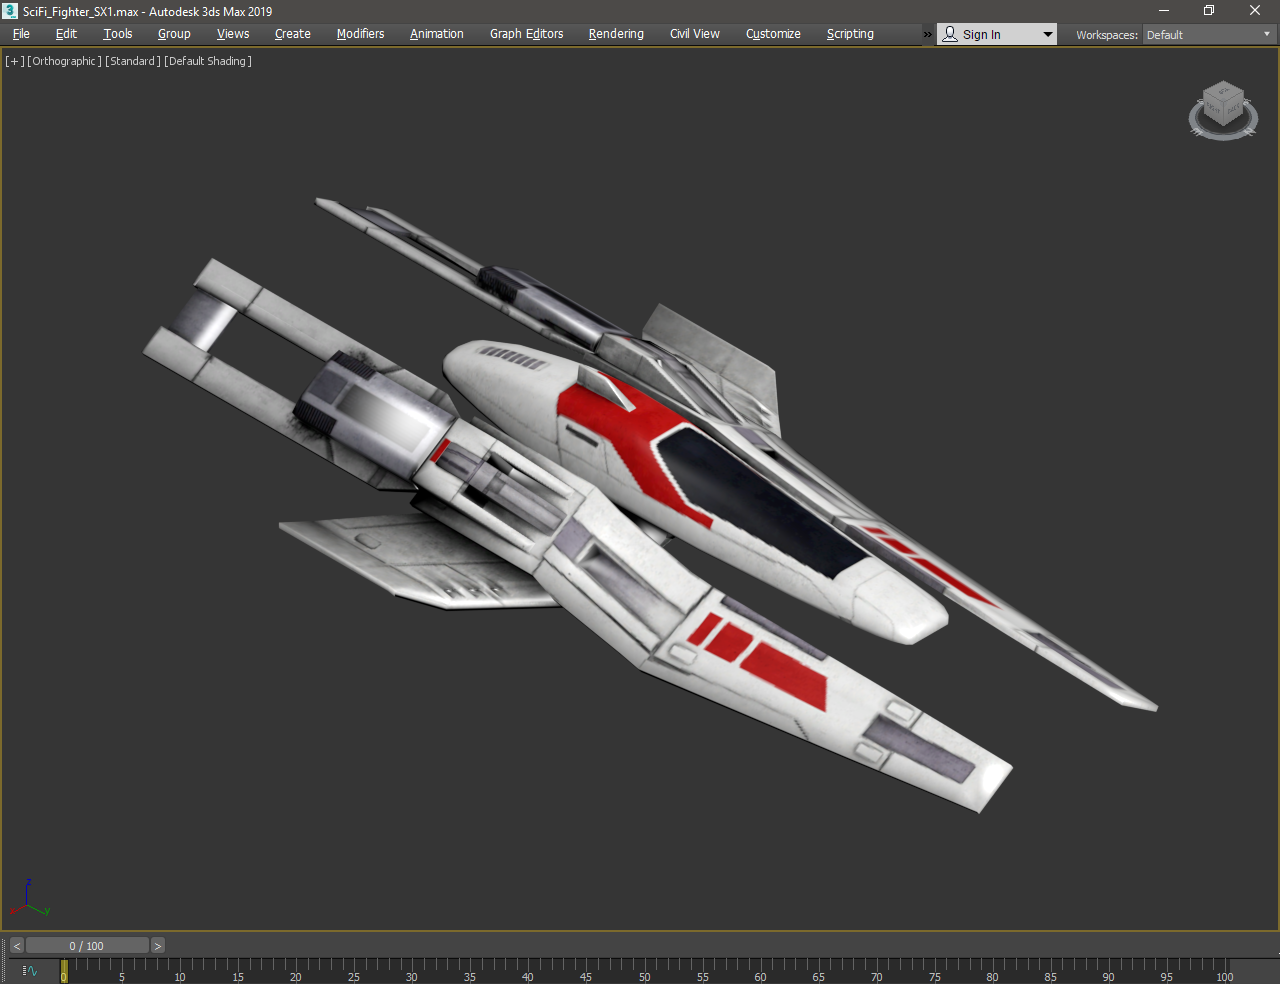 SciFi_Fighter_SX1.max - Autodesk 3ds Max 2019
File Edit Tools Group Views Create Modifiers Animation Graph Editors Rendering Civil View Customize Scripting » Sign In Workspaces: Default
[+] [Orthographic] [Standard] [Default Shading]
z
y
< 0 / 100 >
0 5 10 15 20 25 30 35 40 45 50 55 60 65 70 75 80 85 90 95 100